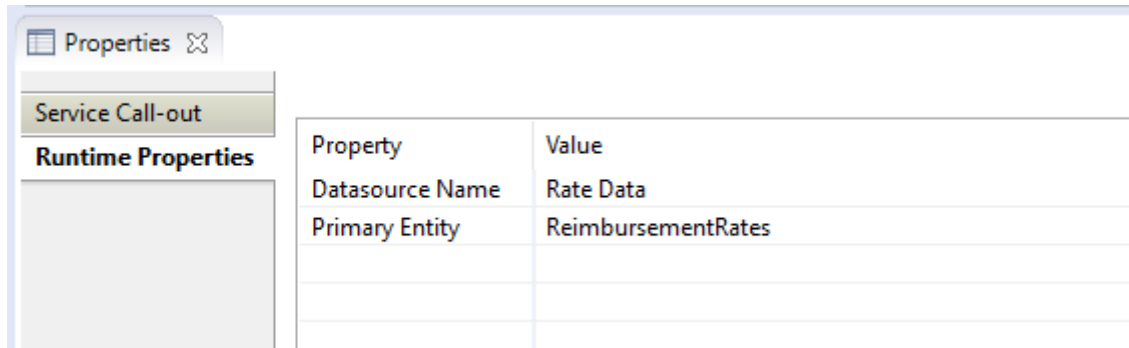 Properties
Service Call-out
Runtime Properties
Property Value
Datasource Name Rate Data
Primary Entity ReimbursementRates